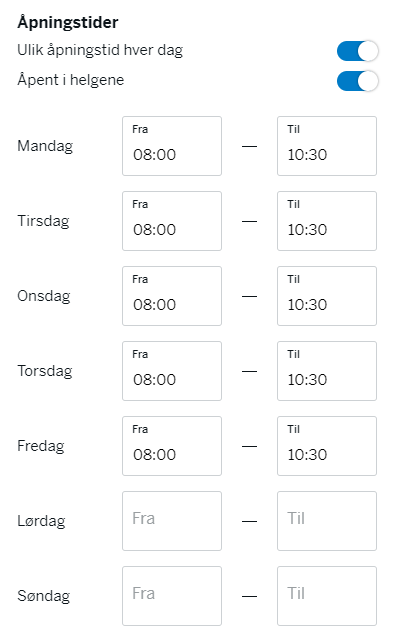 Åpningstider
Ulik åpningstid hver dag
Åpent i helgene
Fra Til
Mandag 08:00 — 10:30
Fra Til
Tirsdag 08:00 — 10:30
Fra Til
Onsdag 08:00 — 10:30
Fra Til
Torsdag 08:00 — 10:30
Fra Til
Fredag 08:00 — 10:30
Lørdag Fra — Til
Søndag Fra — Til